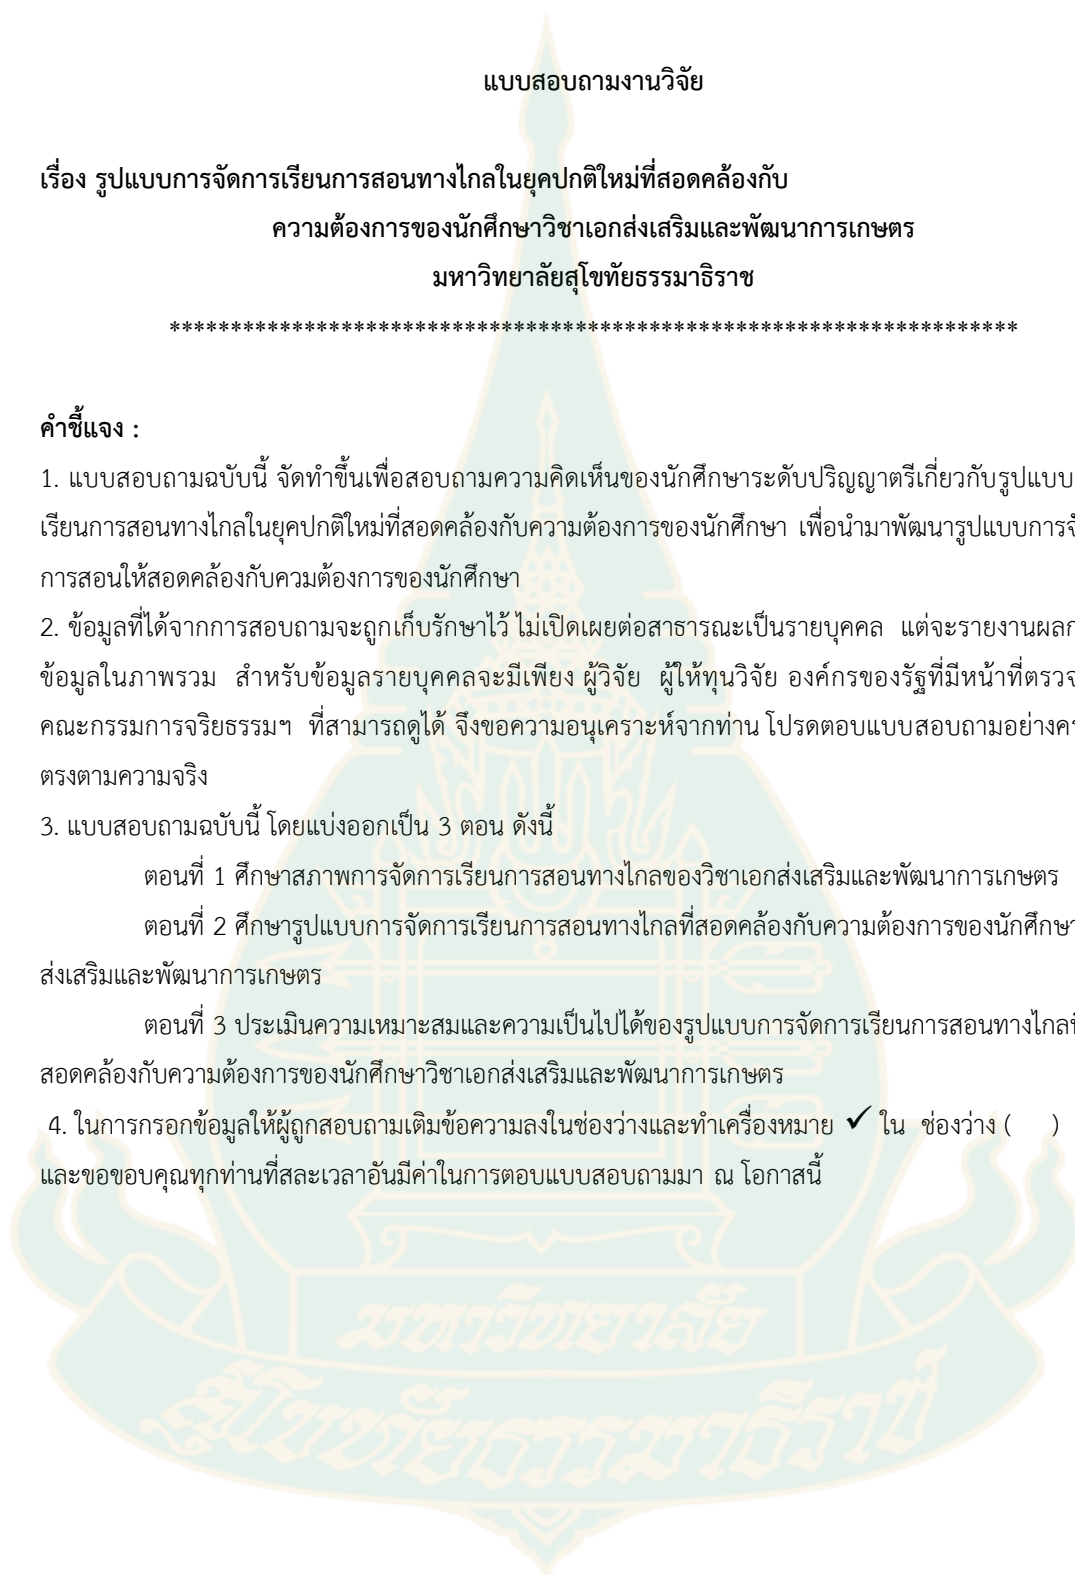 แบบสอบถามงานวิจัย
เรื่อง รูปแบบการจัดการเรียนการสอนทางไกลในยุคปกติใหม่ที่สอดคล้องกับ
ความต้องการของนักศึกษาวิชาเอกส่งเสริมและพัฒนาการเกษตร
มหาวิทยาลัยสุโขทัยธรรมาธิราช
*********************************************************************
คำชี้แจง :
1. แบบสอบถามฉบับนี้ จัดทำขึ้นเพื่อสอบถามความคิดเห็นของนักศึกษาระดับปริญญาตรีเกี่ยวกับรูปแบบ
เรียนการสอนทางไกลในยุคปกติใหม่ที่สอดคล้องกับความต้องการของนักศึกษา เพื่อนำมาพัฒนารูปแบบการ
การสอนให้สอดคล้องกับควมต้องการของนักศึกษา
2. ข้อมูลที่ได้จากการสอบถามจะถูกเก็บรักษาไว้ ไม่เปิดเผยต่อสาธารณะเป็นรายบุคคล แต่จะรายงานผล
ข้อมูลในภาพรวม สำหรับข้อมูลรายบุคคลจะมีเพียง ผู้วิจัย ผู้ให้ทุนวิจัย องค์กรของรัฐที่มีหน้าที่ตรวจ
คณะกรรมการจริยธรรมฯ ที่สามารถดูได้ จึงขอความอนุเคราะห์จากท่าน โปรดตอบแบบสอบถามอย่าง
ตรงตามความจริง
3. แบบสอบถามฉบับนี้ โดยแบ่งออกเป็น 3 ตอน ดังนี้
ตอนที่ 1 ศึกษาสภาพการจัดการเรียนการสอนทางไกลของวิชาเอกส่งเสริมและพัฒนาการเกษตร
ตอนที่ 2 ศึกษารูปแบบการจัดการเรียนการสอนทางไกลที่สอดคล้องกับความต้องการของนักศึกษา
ส่งเสริมและพัฒนาการเกษตร
ตอนที่ 3 ประเมินความเหมาะสมและความเป็นไปได้ของรูปแบบการจัดการเรียนการสอนทางไกล
สอดคล้องกับความต้องการของนักศึกษาวิชาเอกส่งเสริมและพัฒนาการเกษตร
4. ในการกรอกข้อมูลให้ผู้ถูกสอบถามเติมข้อความลงในช่องว่างและทำเครื่องหมาย ✓ ใน ช่องว่าง ( )
และขอขอบคุณทุกท่านที่สละเวลาอันมีค่าในการตอบแบบสอบถามมา ณ โอกาสนี้
มหาวิทยาลัย
สุโขทัยธรรมาธิราช